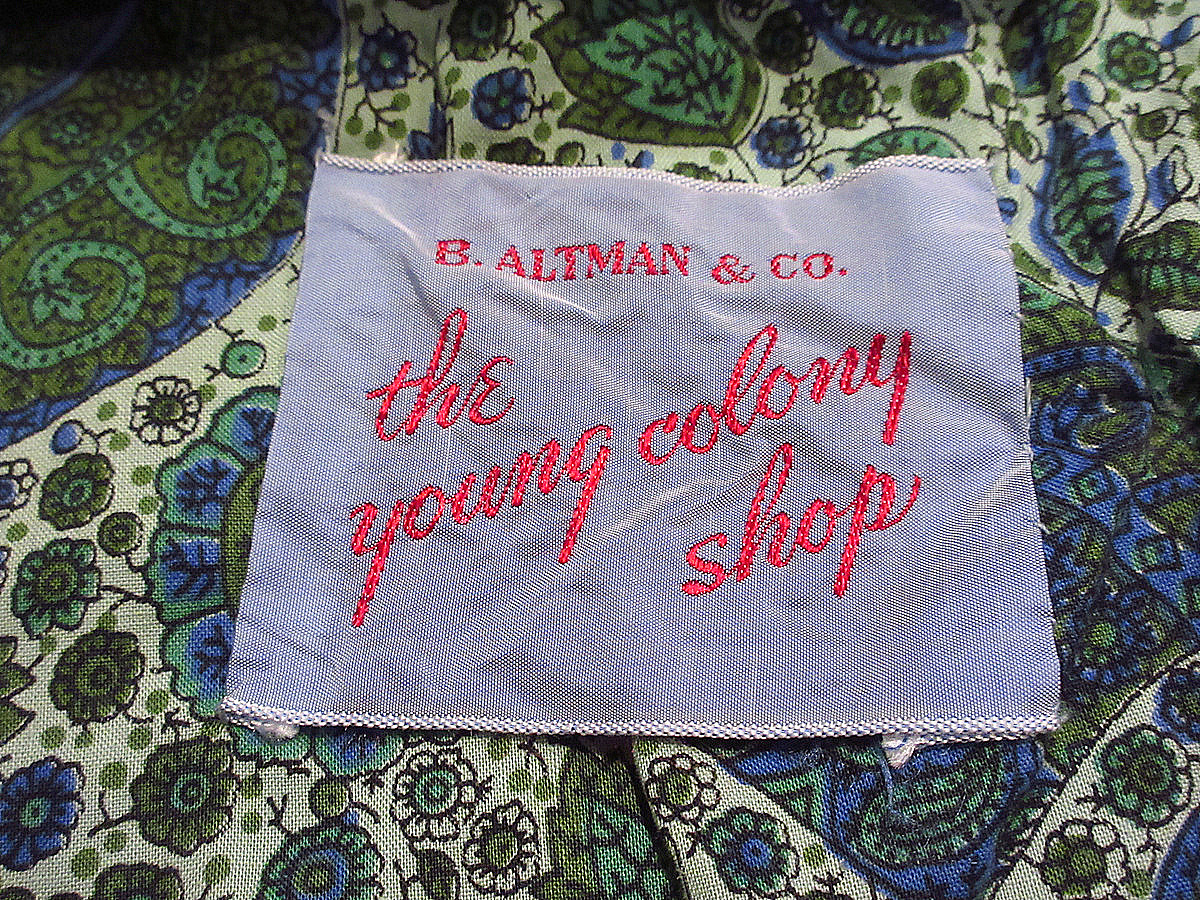 B. ALTMAN & CO.
the
young colony
shop